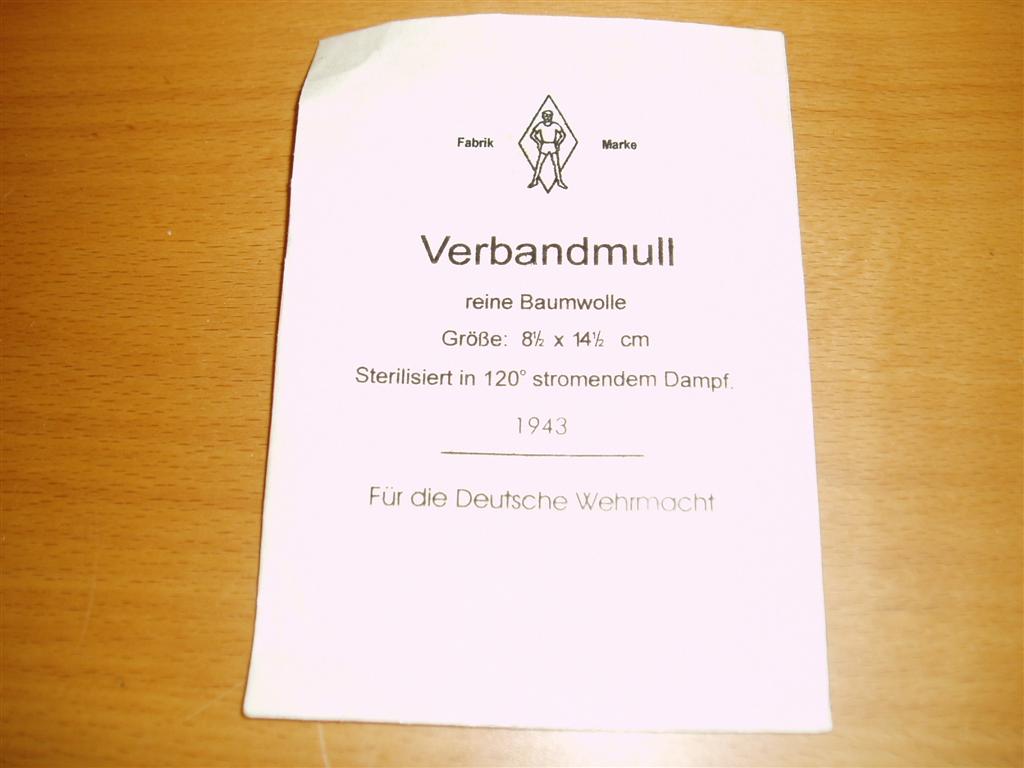 Fabrik Marke
Verbandmull
reine Baumwolle
Größe: 8½ x 14½ cm
Sterilisiert in 120° stromendem Dampf.
1943
Für die Deutsche Wehrmacht